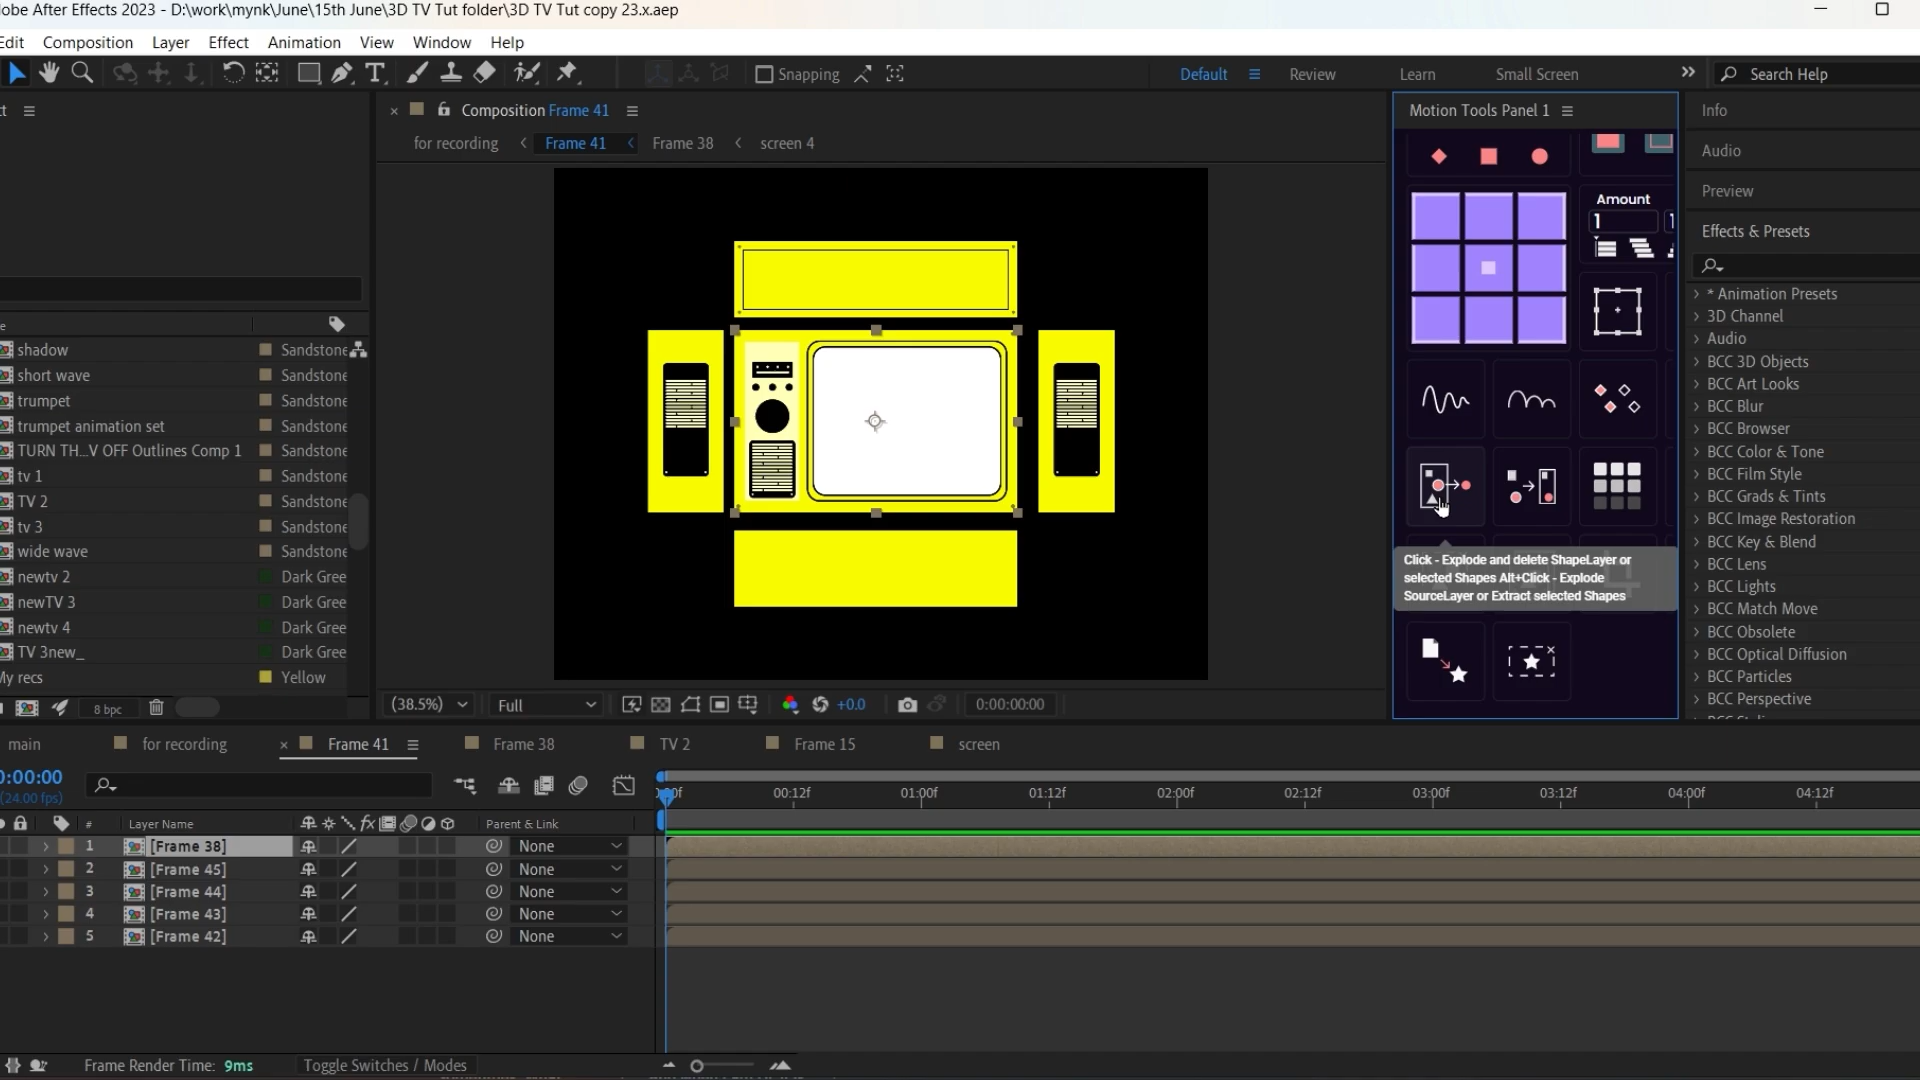 obe After Effects 2023 - D:\work\mynk\June\15th June\3D TV Tut folder\3D TV Tut copy 23.x.aep
Edit Composition Layer Effect Animation View Window Help
Snapping
Default
Review
Learn
Small Screen
Search Help
Composition Frame 41
for recording < Frame 41 < Frame 38 < screen 4
shadow Sandstone
short wave Sandstone
trumpet Sandstone
trumpet animation set Sandstone
TURN TH...V OFF Outlines Comp 1 Sandstone
tv 1 Sandstone
TV 2 Sandstone
tv 3 Sandstone
wide wave Sandstone
newtv 2 Dark Gree
newTV 3 Dark Gree
newtv 4 Dark Gree
TV 3new_ Dark Gree
My recs Yellow
8 bpc
(38.5%) Full +0.0 0:00:00:00
Motion Tools Panel 1
Amount
1
Click - Explode and delete ShapeLayer or
selected Shapes Alt+Click - Explode
SourceLayer or Extract selected Shapes
Info
Audio
Preview
Effects & Presets
* Animation Presets
3D Channel
Audio
BCC 3D Objects
BCC Art Looks
BCC Blur
BCC Browser
BCC Color & Tone
BCC Film Style
BCC Grads & Tints
BCC Image Restoration
BCC Key & Blend
BCC Lens
BCC Lights
BCC Match Move
BCC Obsolete
BCC Optical Diffusion
BCC Particles
BCC Perspective
main for recording Frame 41 Frame 38 TV 2 Frame 15 screen
0:00:00
(24.00 fps)
00:12f 01:00f 01:12f 02:00f 02:12f 03:00f 03:12f 04:00f 04:12f
# Layer Name fx Parent & Link
1 [Frame 38] None
2 [Frame 45] None
3 [Frame 44] None
4 [Frame 43] None
5 [Frame 42] None
Frame Render Time: 9ms Toggle Switches / Modes